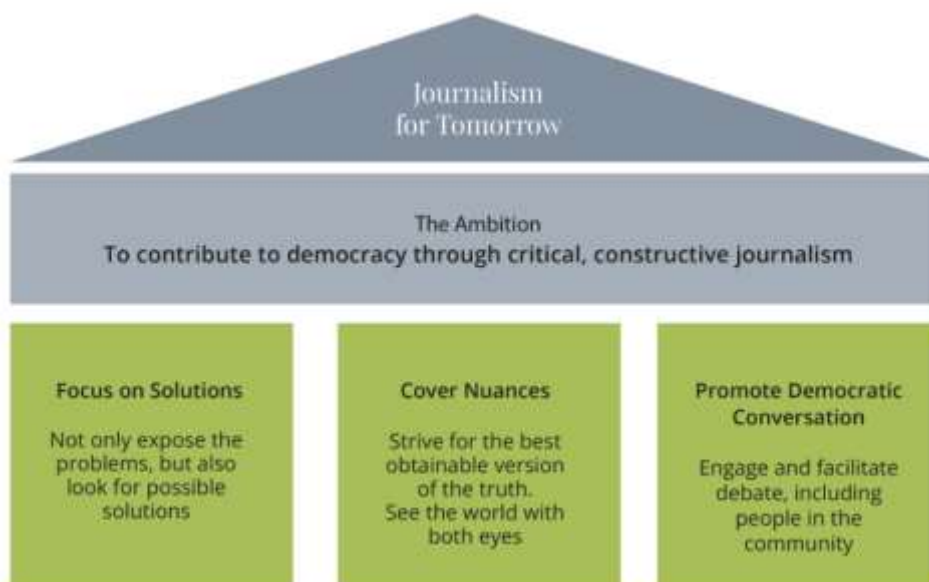 Journalism
for Tomorrow
The Ambition
To contribute to democracy through critical, constructive journalism
Focus on Solutions
Not only expose the
problems, but also
look for possible
solutions
Cover Nuances
Strive for the best
obtainable version
of the truth.
See the world with
both eyes
Promote Democratic
Conversation
Engage and facilitate
debate, including
people in the
community